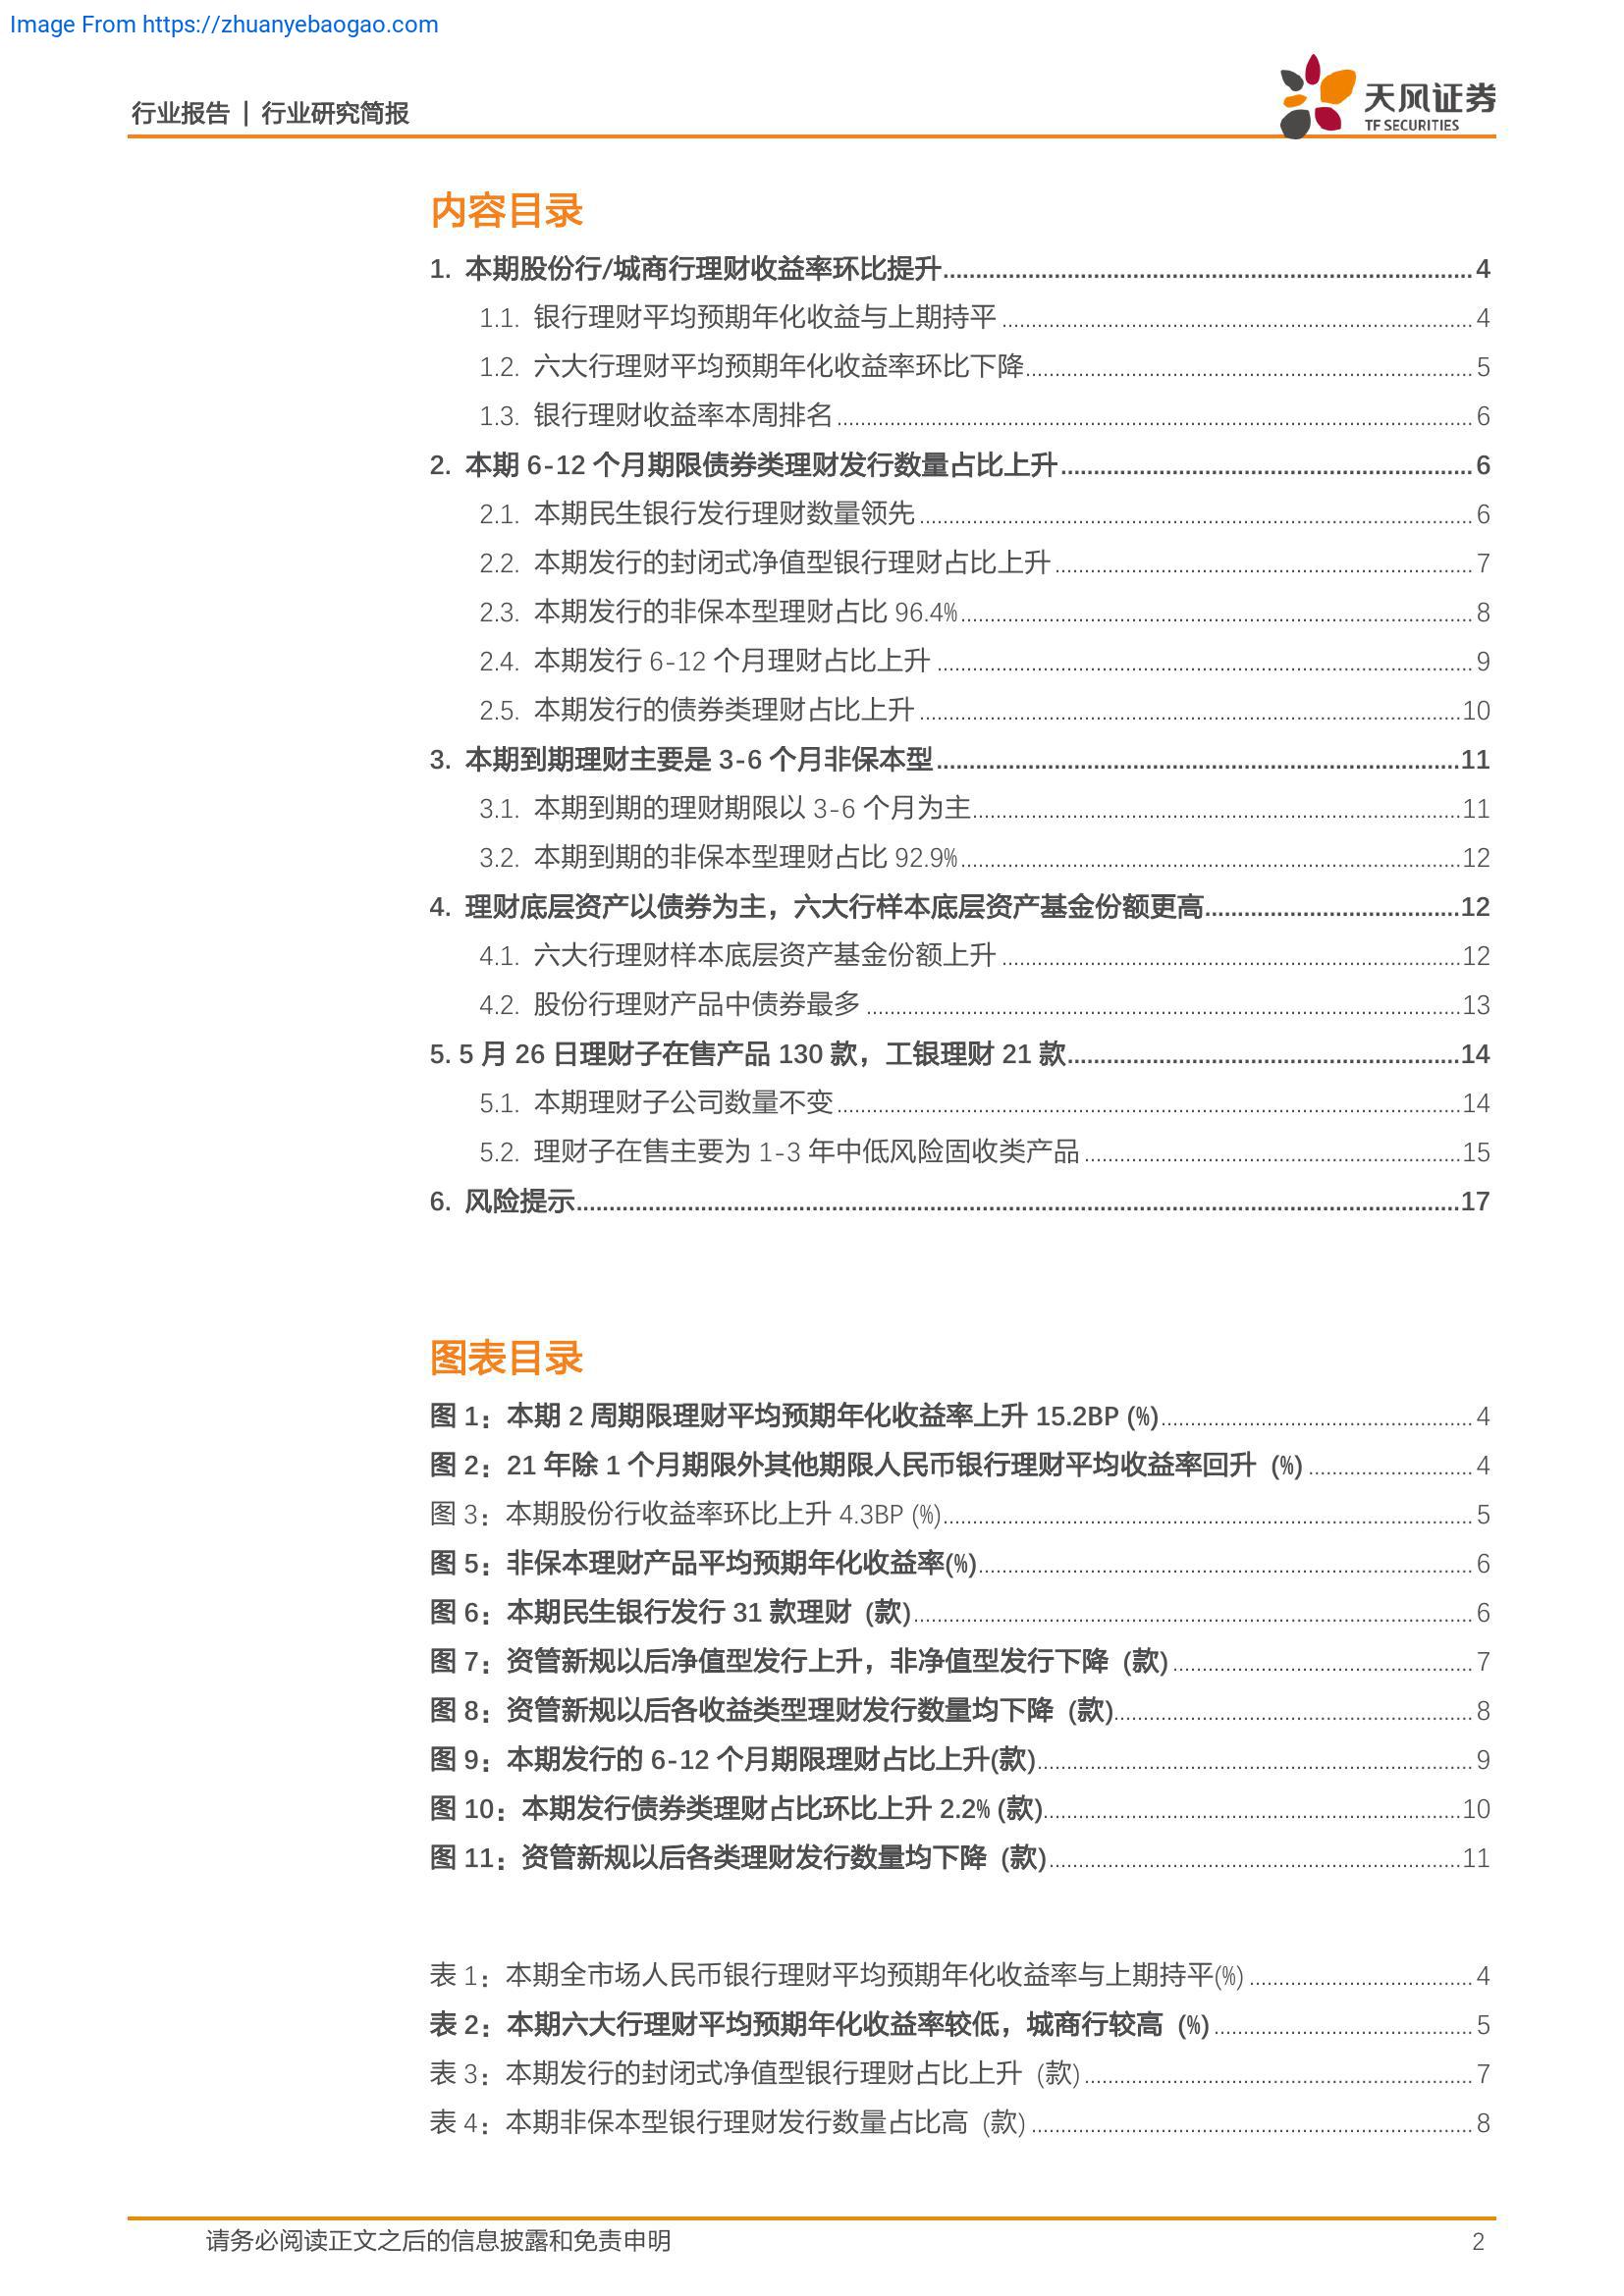 Image From https://zhuanyebaogao.com
行业报告 | 行业研究简报
天风证券
TF SECURITIES
内容目录
1. 本期股份行/城商行理财收益率环比提升 4
1.1. 银行理财平均预期年化收益与上期持平 4
1.2. 六大行理财平均预期年化收益率环比下降 5
1.3. 银行理财收益率本周排名 6
2. 本期 6-12 个月期限债券类理财发行数量占比上升 6
2.1. 本期民生银行发行理财数量领先 6
2.2. 本期发行的封闭式净值型银行理财占比上升 7
2.3. 本期发行的非保本型理财占比 96.4% 8
2.4. 本期发行 6-12 个月理财占比上升 9
2.5. 本期发行的债券类理财占比上升 10
3. 本期到期理财主要是 3-6 个月非保本型 11
3.1. 本期到期的理财期限以 3-6 个月为主 11
3.2. 本期到期的非保本型理财占比 92.9% 12
4. 理财底层资产以债券为主，六大行样本底层资产基金份额更高 12
4.1. 六大行理财样本底层资产基金份额上升 12
4.2. 股份行理财产品中债券最多 13
5. 5 月 26 日理财子在售产品 130 款，工银理财 21 款 14
5.1. 本期理财子公司数量不变 14
5.2. 理财子在售主要为 1-3 年中低风险固收类产品 15
6. 风险提示 17
图表目录
图 1：本期 2 周期限理财平均预期年化收益率上升 15.2BP (%) 4
图 2：21 年除 1 个月期限外其他期限人民币银行理财平均收益率回升 (%) 4
图 3：本期股份行收益率环比上升 4.3BP (%) 5
图 5：非保本理财产品平均预期年化收益率(%) 6
图 6：本期民生银行发行 31 款理财 (款) 6
图 7：资管新规以后净值型发行上升，非净值型发行下降 (款) 7
图 8：资管新规以后各收益类型理财发行数量均下降 (款) 8
图 9：本期发行的 6-12 个月期限理财占比上升(款) 9
图 10：本期发行债券类理财占比环比上升 2.2% (款) 10
图 11：资管新规以后各类理财发行数量均下降 (款) 11
表 1：本期全市场人民币银行理财平均预期年化收益率与上期持平(%) 4
表 2：本期六大行理财平均预期年化收益率较低，城商行较高 (%) 5
表 3：本期发行的封闭式净值型银行理财占比上升 (款) 7
表 4：本期非保本型银行理财发行数量占比高 (款) 8
请务必阅读正文之后的信息披露和免责申明 2